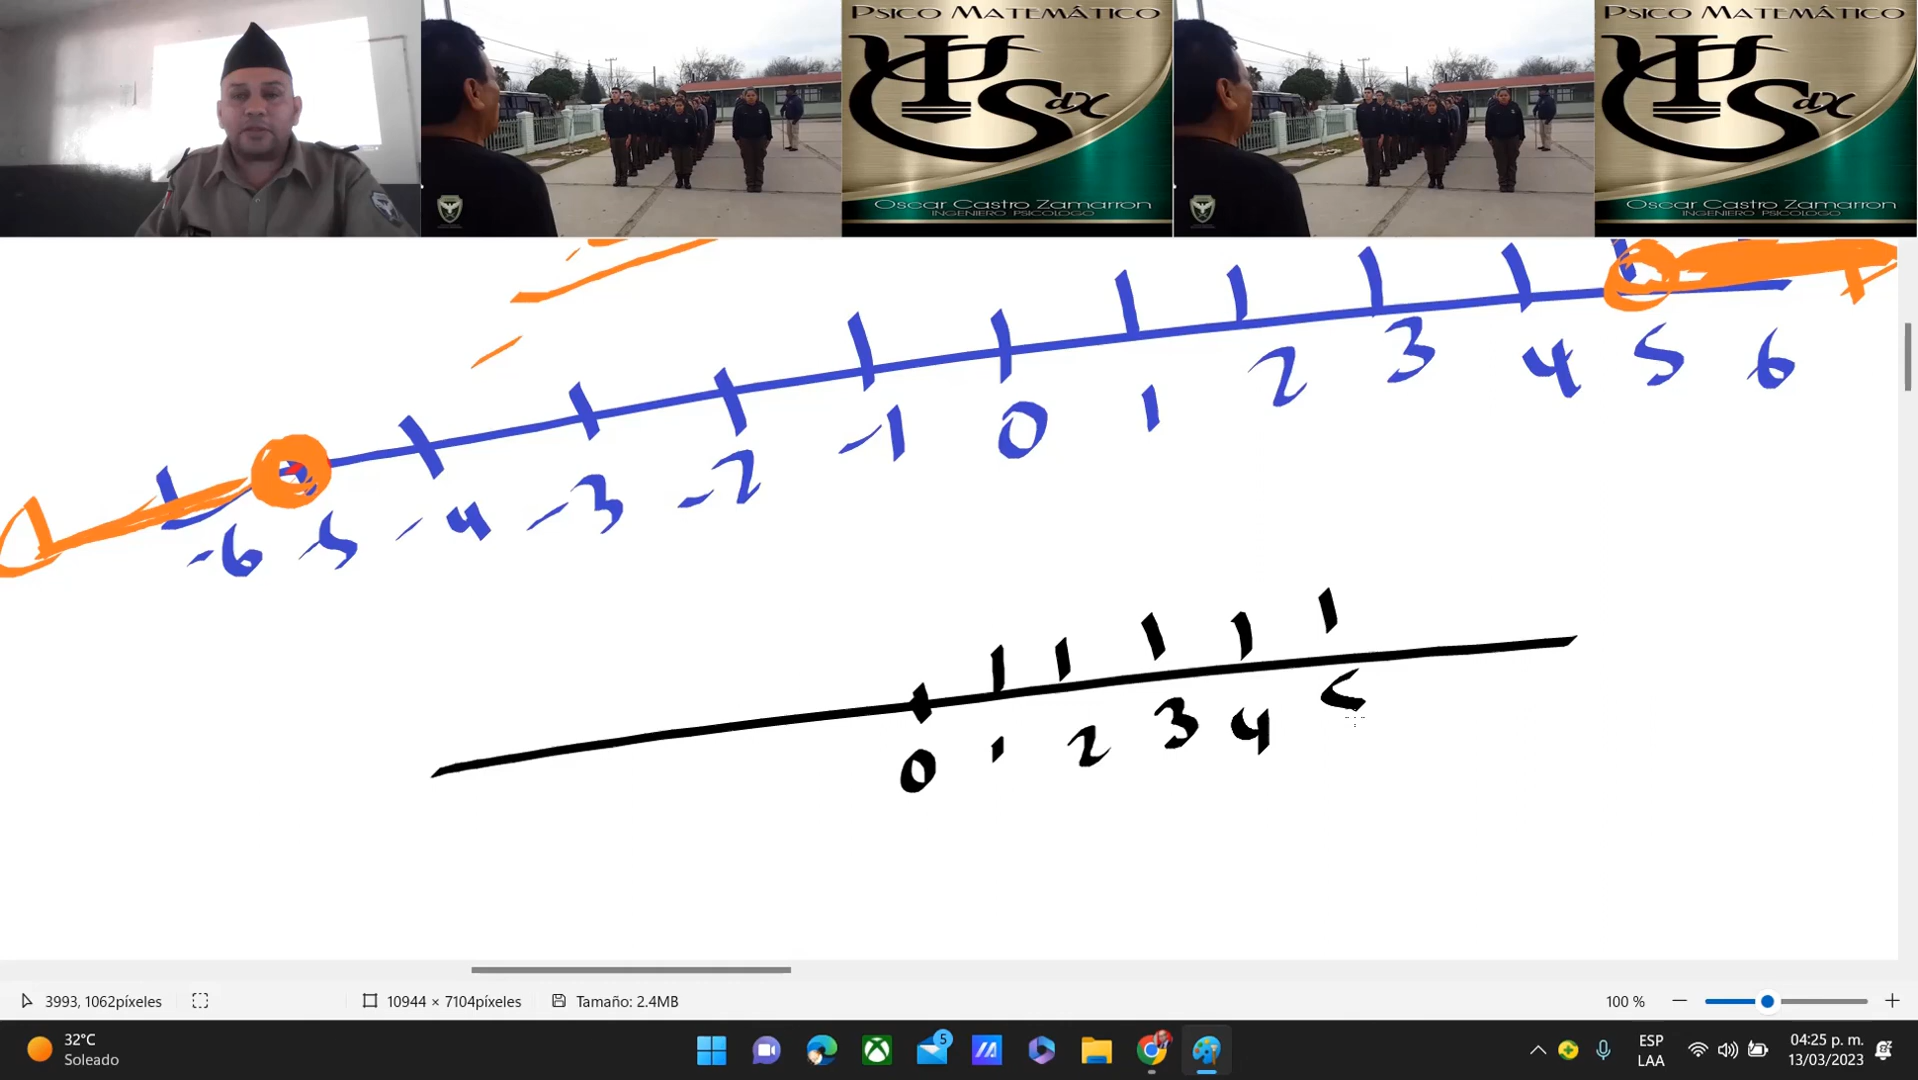 PSICO MATEMÁTICO
PSICO MATEMÁTICO
OSCAR CASTRO ZAMARRON
INGENIERO PSICOLOGO
OSCAR CASTRO ZAMARRON
INGENIERO PSICOLOGO
-6 -5 -4 -3 -2 -1 0 1 2 3 4 5 6
0 1 2 3 4
3993, 1062píxeles
10944 × 7104píxeles
Tamaño: 2.4MB
100 %
32°C
Soleado
5
ESP
LAA
04:25 p. m.
13/03/2023